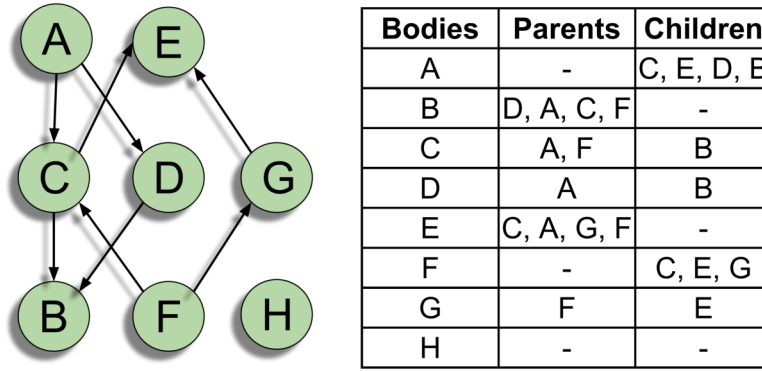 A
E
C
D
G
B
F
H
Bodies Parents Children
A - C, E, D, B
B D, A, C, F -
C A, F B
D A B
E C, A, G, F -
F - C, E, G
G F E
H - -